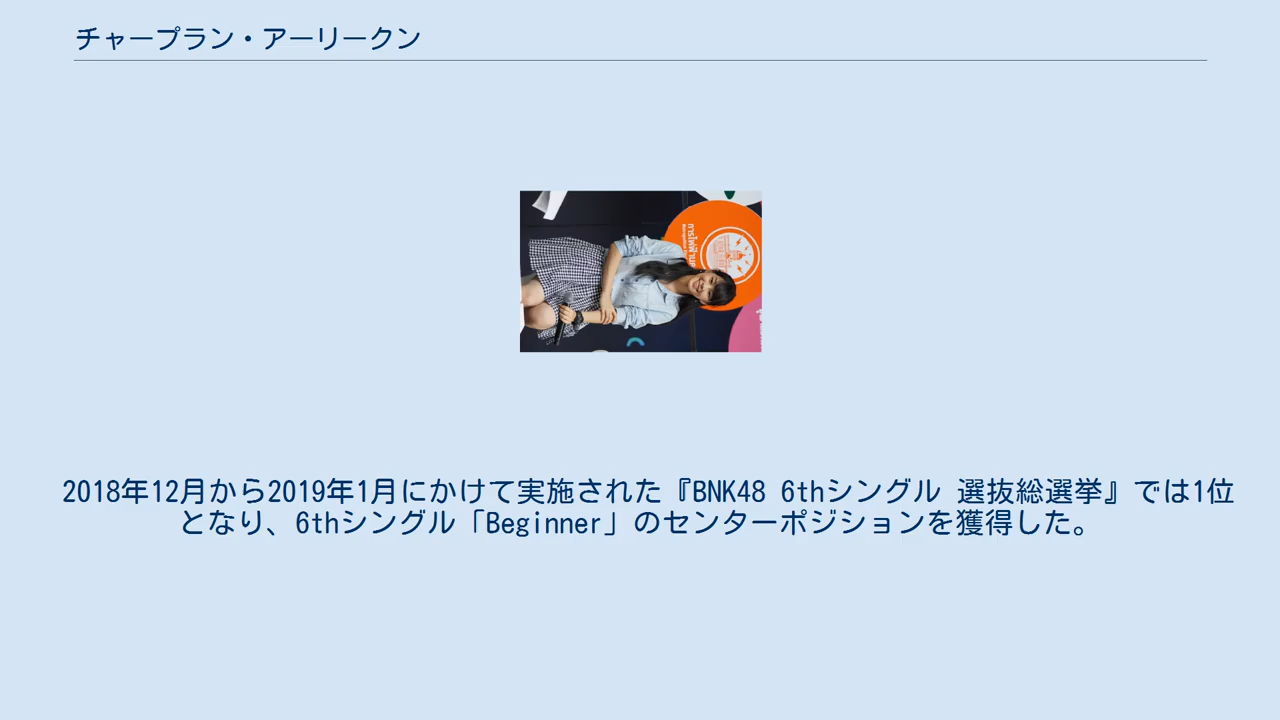 チャープラン・アーリークン
2018年12月から2019年1月にかけて実施された『BNK48 6thシングル 選抜総選挙』では1位
となり、6thシングル「Beginner」のセンターポジションを獲得した。